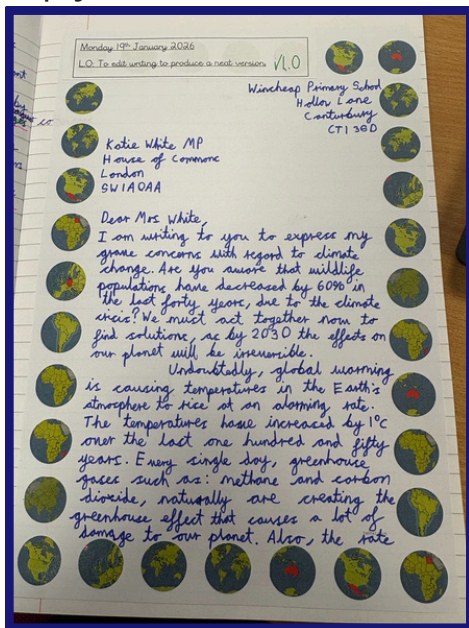 Monday 19th January 2026
L.O: To edit writing to produce a neat version.
V1.0
Wincheap Primary School
Hollow Lane
Canterbury
CT1 3SD
Katie White MP
House of Commons
London
SW1A 0AA
Dear Mrs White,
I am writing to you to express my
grave concerns with regard to climate
change. Are you aware that wildlife
populations have decreased by 60% in
the last forty years, due to the climate
crisis? We must act together now to
find solutions, as by 2030 the effects on
our planet will be irreversible.
Undoubtedly, global warming
is causing temperatures in the Earth's
atmosphere to rise at an alarming rate.
The temperatures have increased by 1°C
over the last one hundred and fifty
years. Every single day, greenhouse
gases such as: methane and carbon
dioxide, naturally are creating the
greenhouse effect that causes a lot of
damage to our planet. Also, the rate